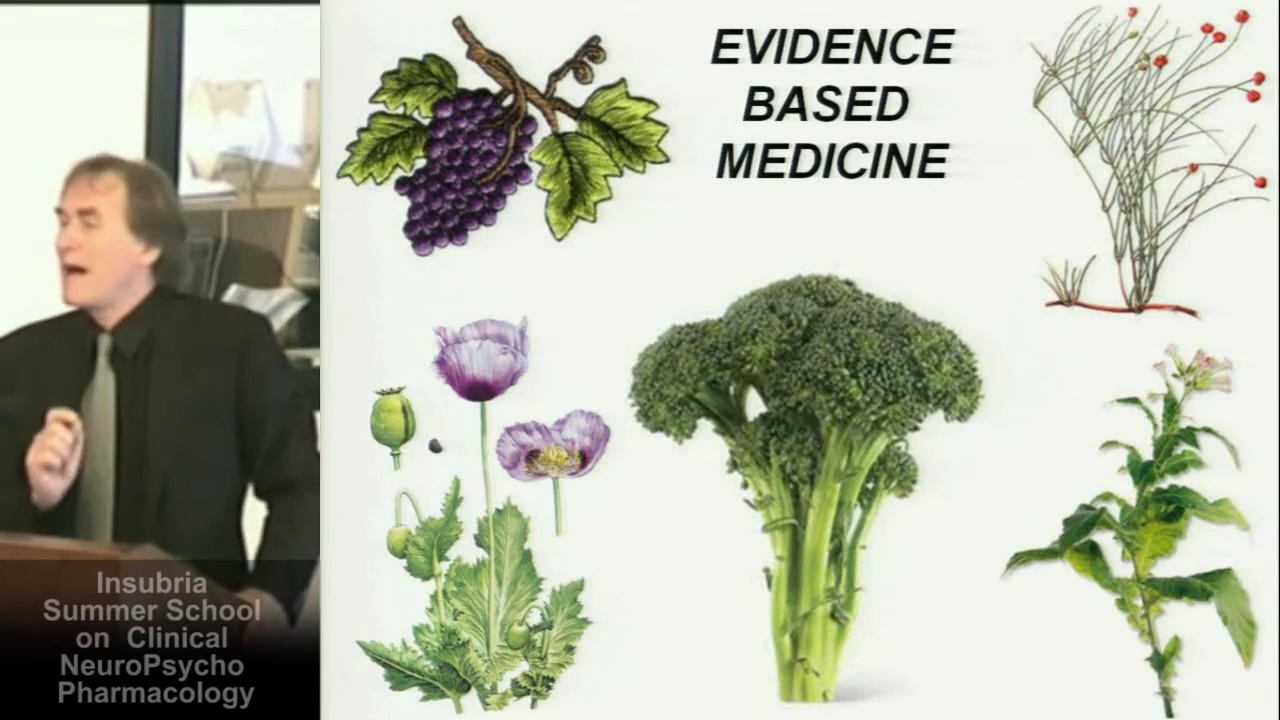 EVIDENCE
BASED
MEDICINE
Insubria
Summer School
on Clinical
NeuroPsycho
Pharmacology